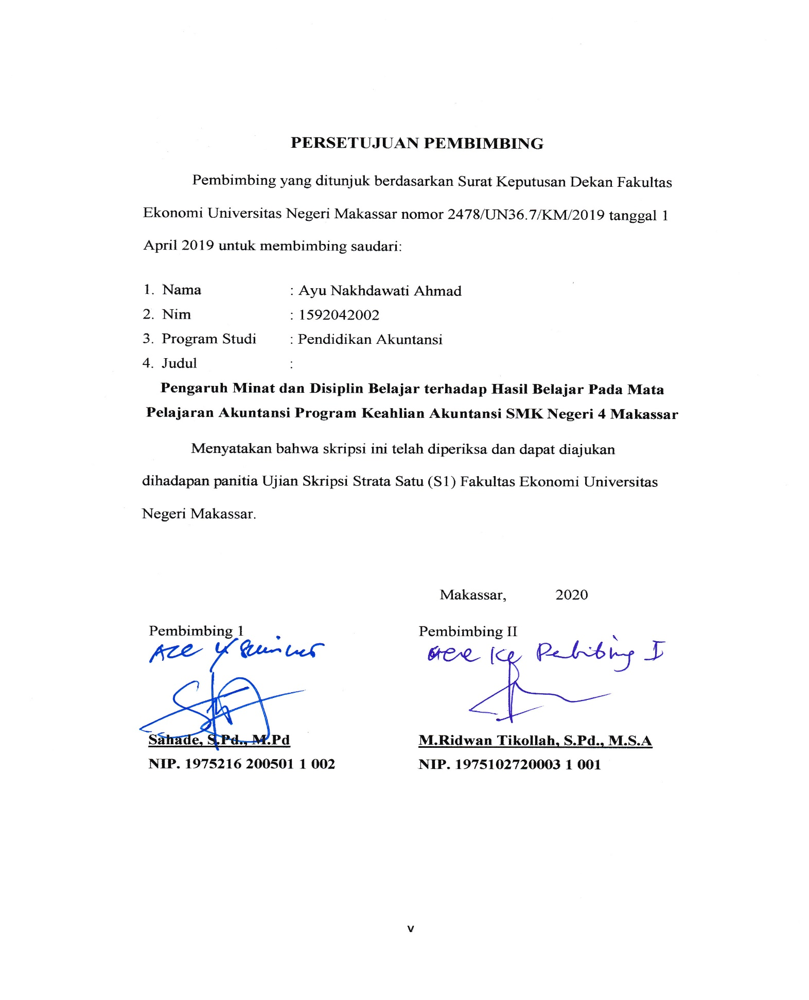 PERSETUJUAN PEMBIMBING
Pembimbing yang ditunjuk berdasarkan Surat Keputusan Dekan Fakultas
Ekonomi Universitas Negeri Makassar nomor 2478/UN36.7/KM/2019 tanggal 1
April 2019 untuk membimbing saudari:
1. Nama : Ayu Nakhdawati Ahmad
2. Nim : 1592042002
3. Program Studi : Pendidikan Akuntansi
4. Judul :
Pengaruh Minat dan Disiplin Belajar terhadap Hasil Belajar Pada Mata
Pelajaran Akuntansi Program Keahlian Akuntansi SMK Negeri 4 Makassar
Menyatakan bahwa skripsi ini telah diperiksa dan dapat diajukan
dihadapan panitia Ujian Skripsi Strata Satu (S1) Fakultas Ekonomi Universitas
Negeri Makassar.
Makassar, 2020
Pembimbing 1 Pembimbing II
Ke I
Sahade, S.Pd., M.Pd M.Ridwan Tikollah, S.Pd., M.S.A
NIP. 1975216 200501 1 002 NIP. 1975102720003 1 001
v